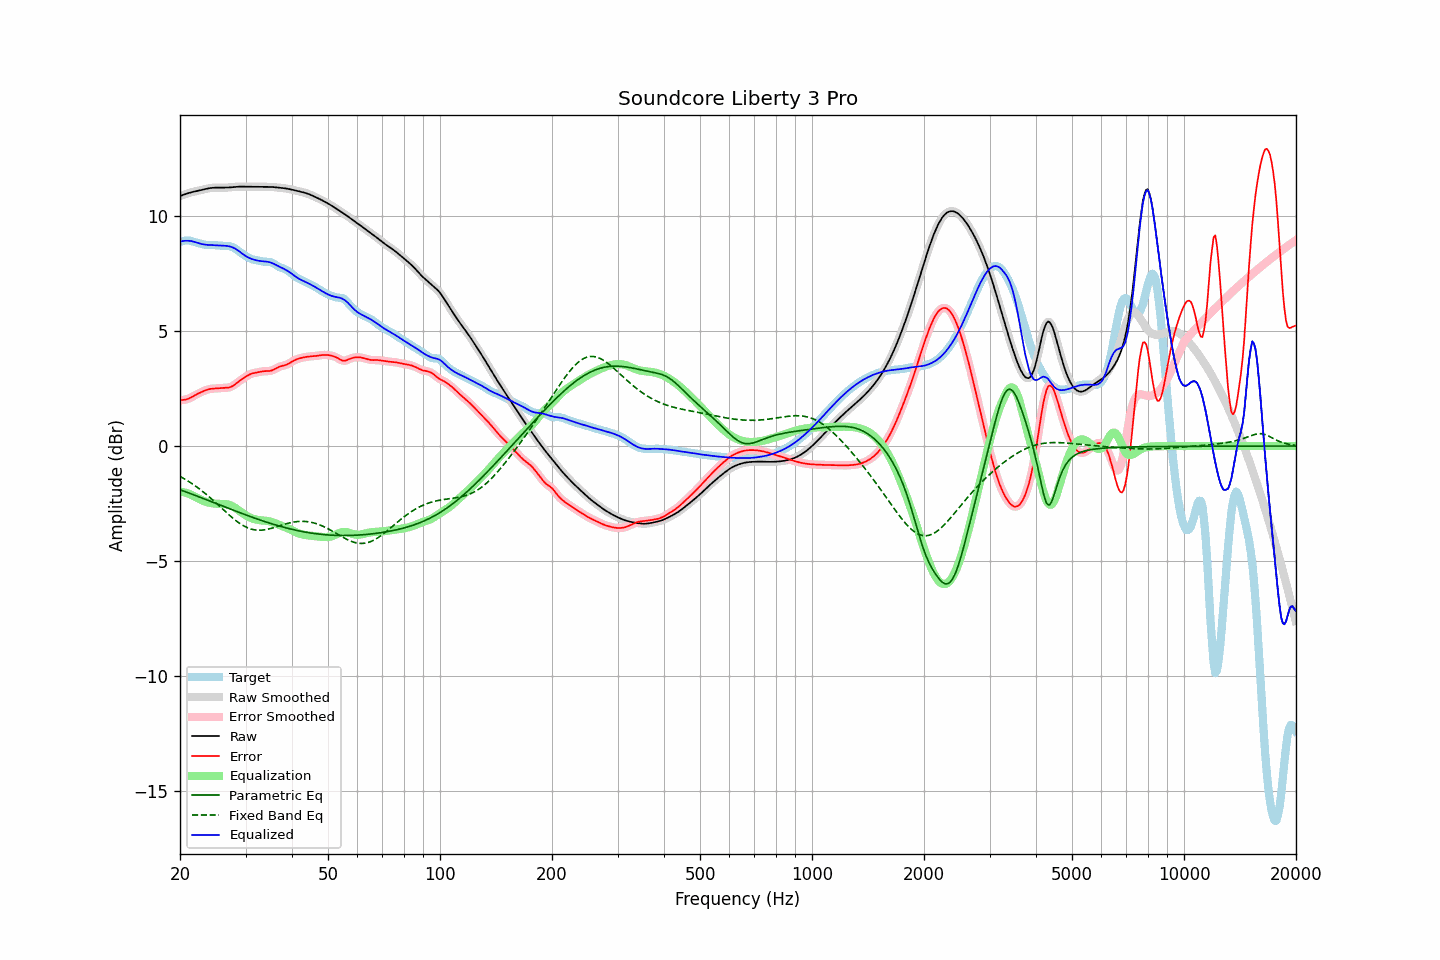 Soundcore Liberty 3 Pro
Amplitude (dBr)
10
5
0
−5
−10
−15
Target
Raw Smoothed
Error Smoothed
Raw
Error
Equalization
Parametric Eq
Fixed Band Eq
Equalized
20 50 100 200 500 1000 2000 5000 10000 20000
Frequency (Hz)